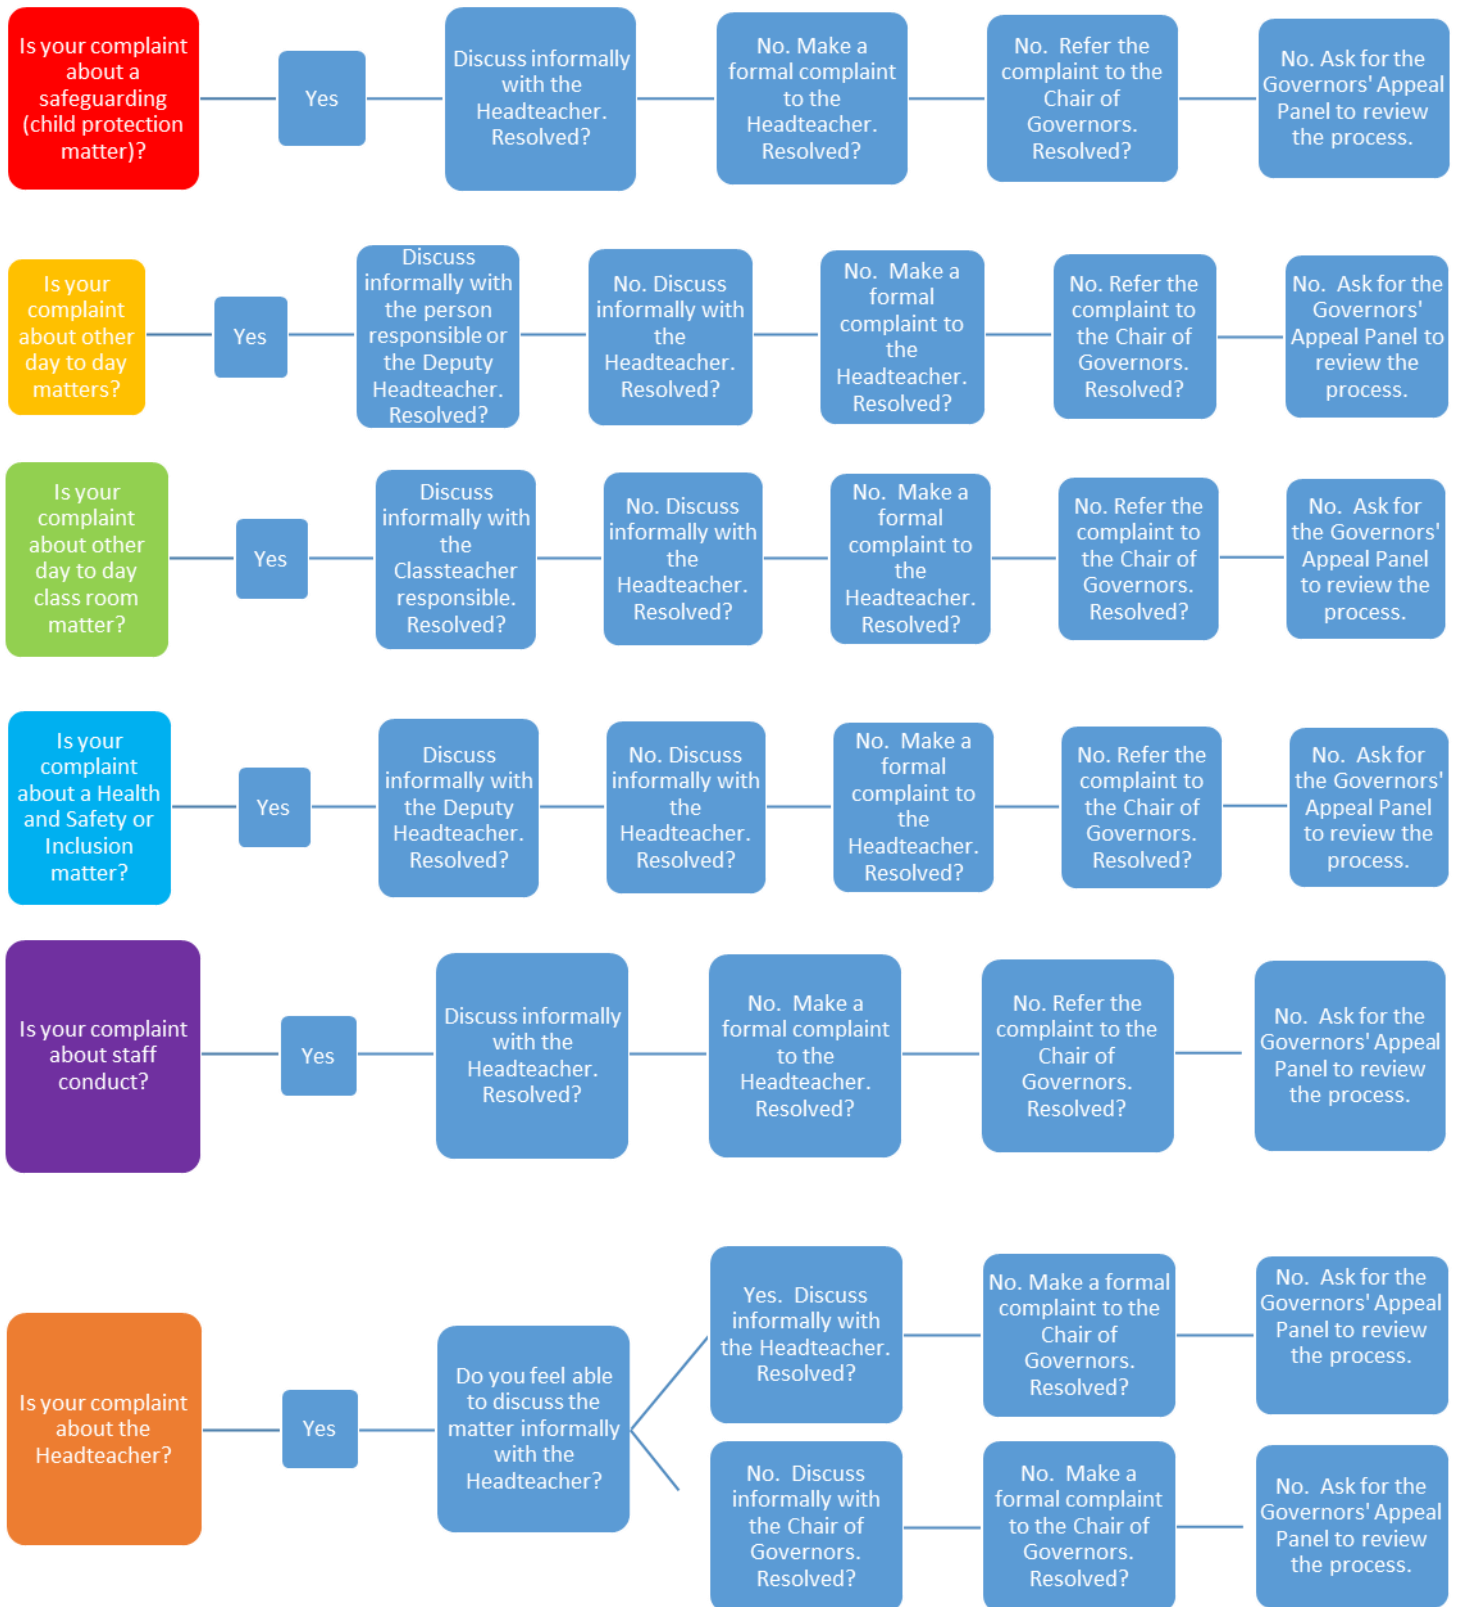 Is your complaint
about a
safeguarding
(child protection
matter)?
Yes
Discuss informally
with the
Headteacher.
Resolved?
No. Make a
formal complaint
to the
Headteacher.
Resolved?
No.  Refer the
complaint to the
Chair of
Governors.
Resolved?
No. Ask for the
Governors' Appeal
Panel to review
the process.
Is your
complaint
about other
day to day
matters?
Yes
Discuss
informally with
the person
responsible or
the Deputy
Headteacher.
Resolved?
No. Discuss
informally with
the
Headteacher.
Resolved?
No.  Make a
formal
complaint to
the
Headteacher.
Resolved?
No. Refer the
complaint to
the Chair of
Governors.
Resolved?
No.  Ask for the
Governors'
Appeal Panel to
review the
process.
Is your
complaint
about other
day to day
class room
matter?
Yes
Discuss
informally with
the
Classteacher
responsible.
Resolved?
No. Discuss
informally with
the
Headteacher.
Resolved?
No.  Make a
formal
complaint to
the
Headteacher.
Resolved?
No. Refer the
complaint to
the Chair of
Governors.
Resolved?
No.  Ask for
the Governors'
Appeal Panel
to review the
process.
Is your
complaint
about a Health
and Safety or
Inclusion
matter?
Yes
Discuss
informally with
the Deputy
Headteacher.
Resolved?
No. Discuss
informally with
the
Headteacher.
Resolved?
No.  Make a
formal
complaint to
the
Headteacher.
Resolved?
No. Refer the
complaint to
the Chair of
Governors.
Resolved?
No.  Ask for
the Governors'
Appeal Panel
to review the
process.
Is your complaint
about staff
conduct?
Yes
Discuss informally
with the
Headteacher.
Resolved?
No.  Make a
formal complaint
to the
Headteacher.
Resolved?
No. Refer the
complaint to the
Chair of
Governors.
Resolved?
No.  Ask for the
Governors' Appeal
Panel to review
the process.
Is your complaint
about the
Headteacher?
Yes
Do you feel able
to discuss the
matter informally
with the
Headteacher?
Yes.  Discuss
informally with
the Headteacher.
Resolved?
No. Make a formal
complaint to the
Chair of
Governors.
Resolved?
No.  Ask for the
Governors' Appeal
Panel to review
the process.
No.  Discuss
informally with
the Chair of
Governors.
Resolved?
No.  Make a
formal complaint
to the Chair of
Governors.
Resolved?
No.  Ask for the
Governors' Appeal
Panel to review
the process.